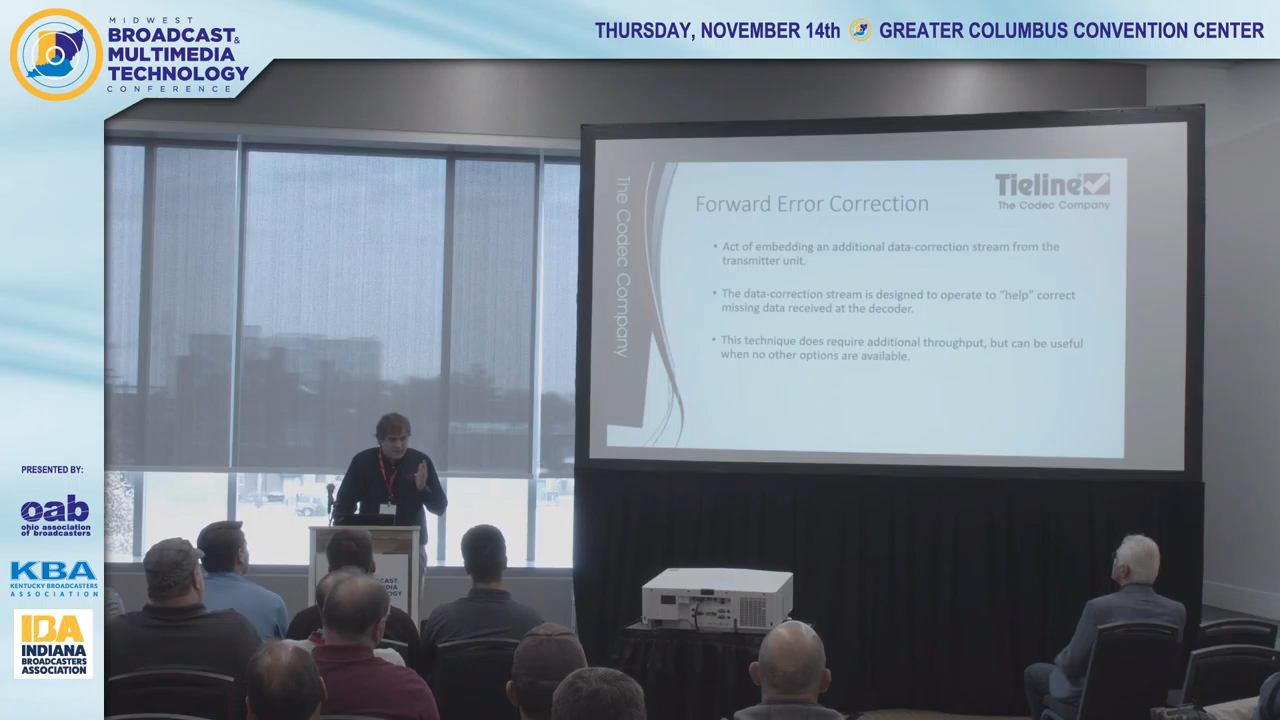 MIDWEST
BROADCAST &
MULTIMEDIA
TECHNOLOGY
CONFERENCE
THURSDAY, NOVEMBER 14th
GREATER COLUMBUS CONVENTION CENTER
The Codec Company
Tieline
The Codec Company
Forward Error Correction
• Act of embedding an additional data-correction stream from the
transmitter unit.
• The data-correction stream is designed to operate to "help" correct
missing data received at the decoder.
• This technique does require additional throughput, but can be useful
when no other options are available.
PRESENTED BY:
oab
ohio association
of broadcasters
KBA
KENTUCKY BROADCASTERS
ASSOCIATION
IBA
INDIANA
BROADCASTERS
ASSOCIATION